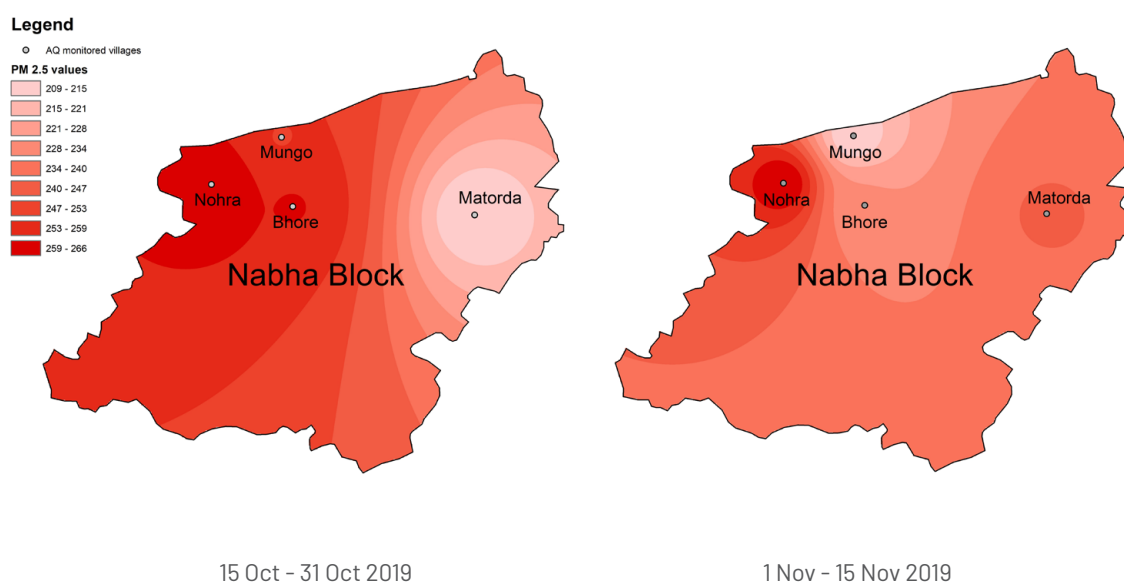 Legend
AQ monitored villages
PM 2.5 values
209 - 215
215 - 221
221 - 228
228 - 234
234 - 240
240 - 247
247 - 253
253 - 259
259 - 266
Mungo
Nohra
Bhore
Matorda
Nabha Block
15 Oct - 31 Oct 2019
Mungo
Nohra
Bhore
Matorda
Nabha Block
1 Nov - 15 Nov 2019